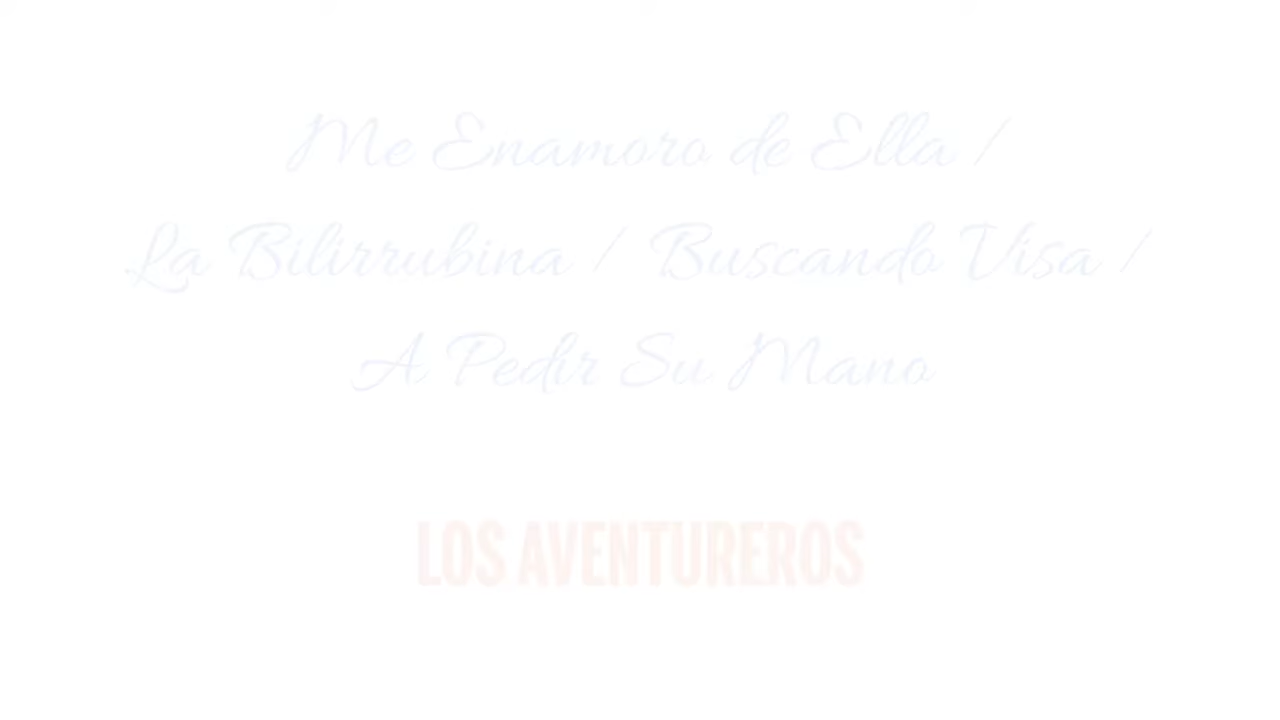 Me Enamoro de Ella /
La Bilirrubina / Buscando Visa /
A Pedir Su Mano
LOS AVENTUREROS